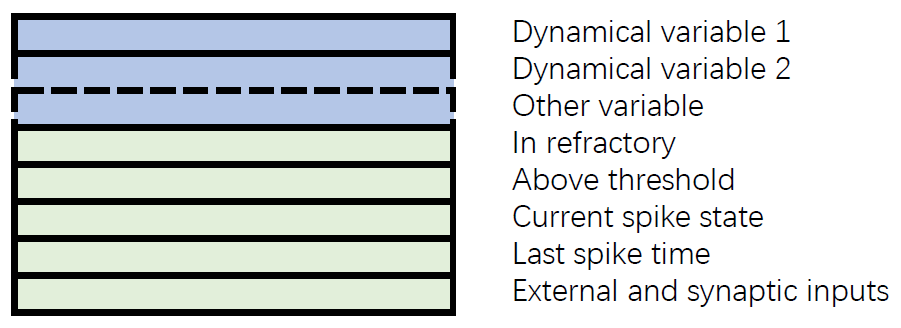 Dynamical variable 1
Dynamical variable 2
Other variable
In refractory
Above threshold
Current spike state
Last spike time
External and synaptic inputs